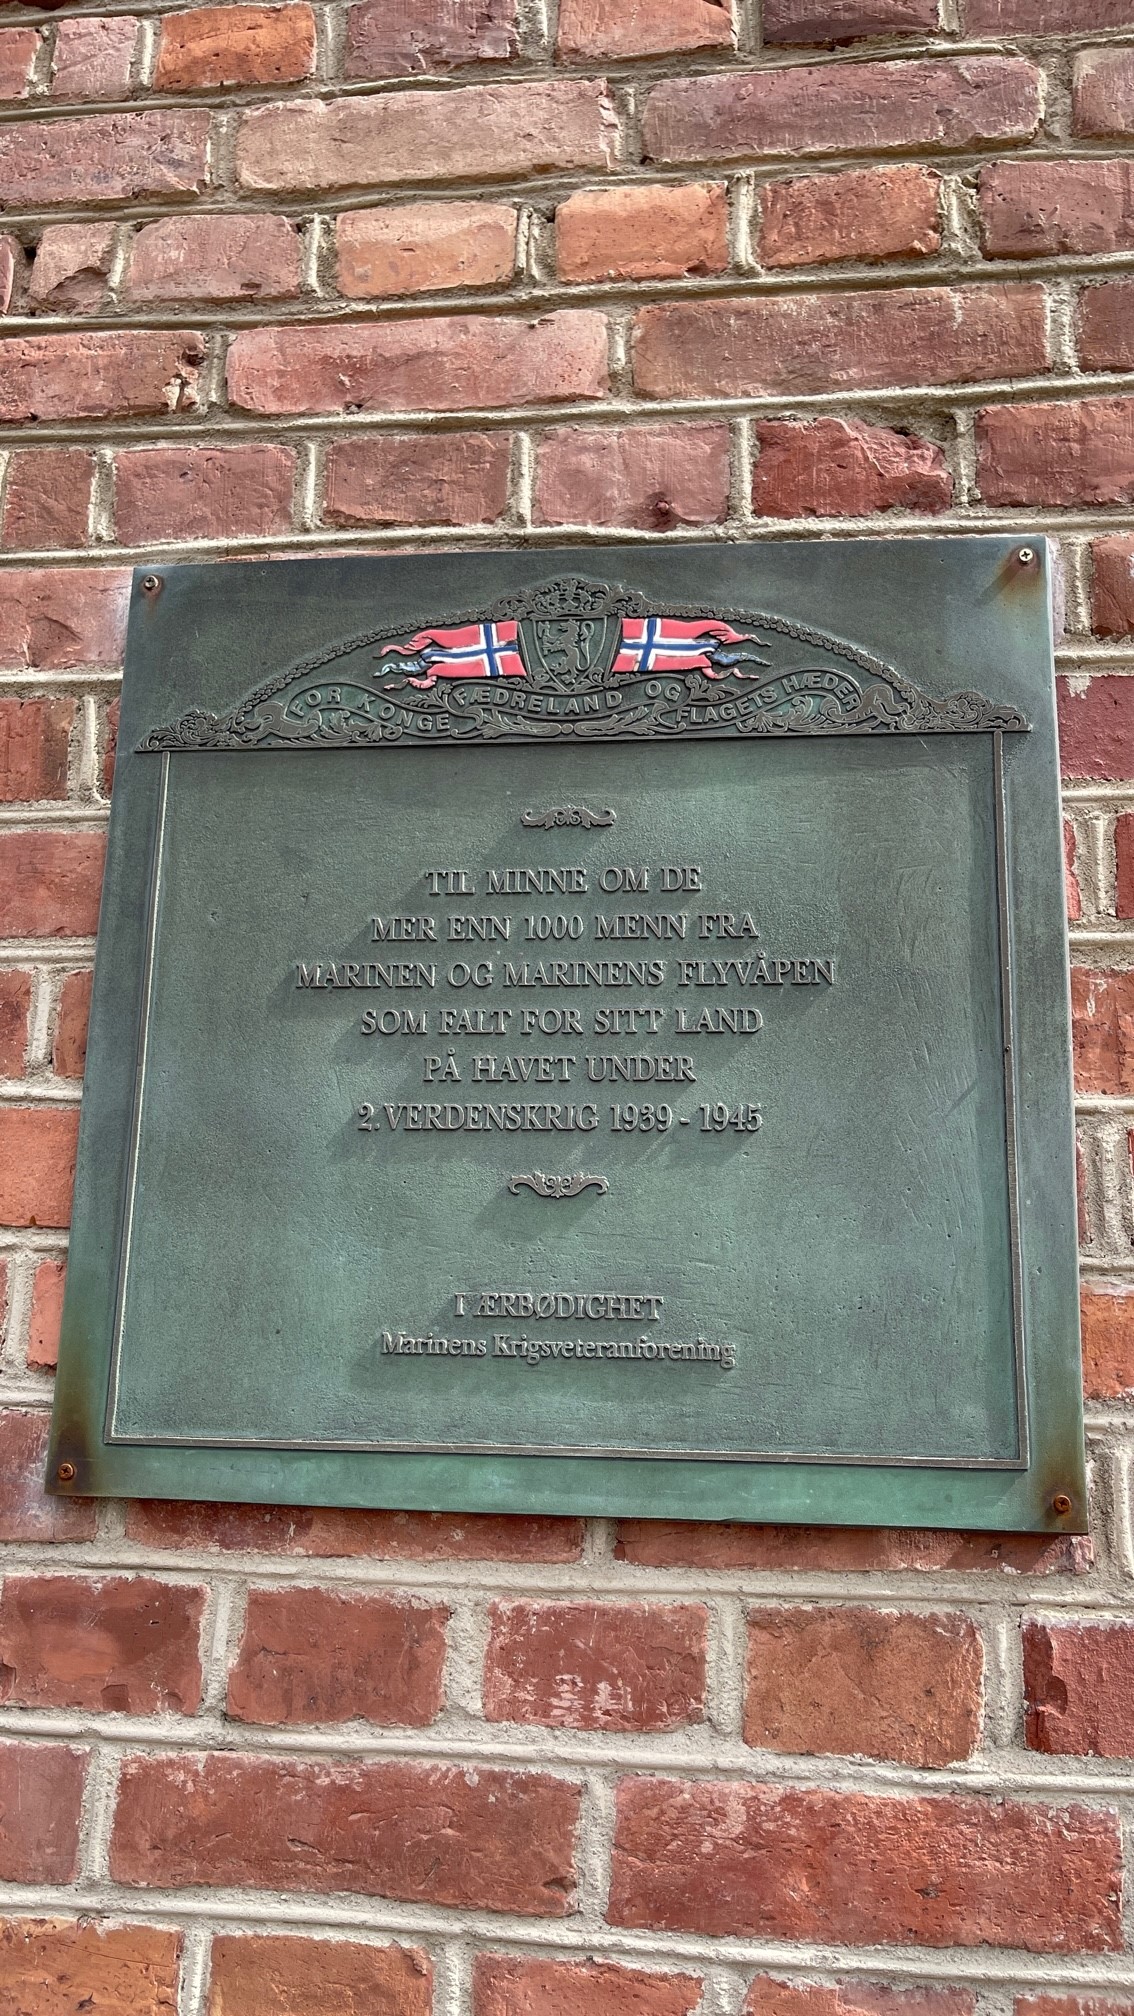 FOR KONGE FÆDRELAND OG FLAGETS HÆDER
TIL MINNE OM DE
MER ENN 1000 MENN FRA
MARINEN OG MARINENS FLYVÅPEN
SOM FALT FOR SITT LAND
PÅ HAVET UNDER
2. VERDENSKRIG 1939 - 1945
I ÆRBØDIGHET
Marinens Krigsveteranforening